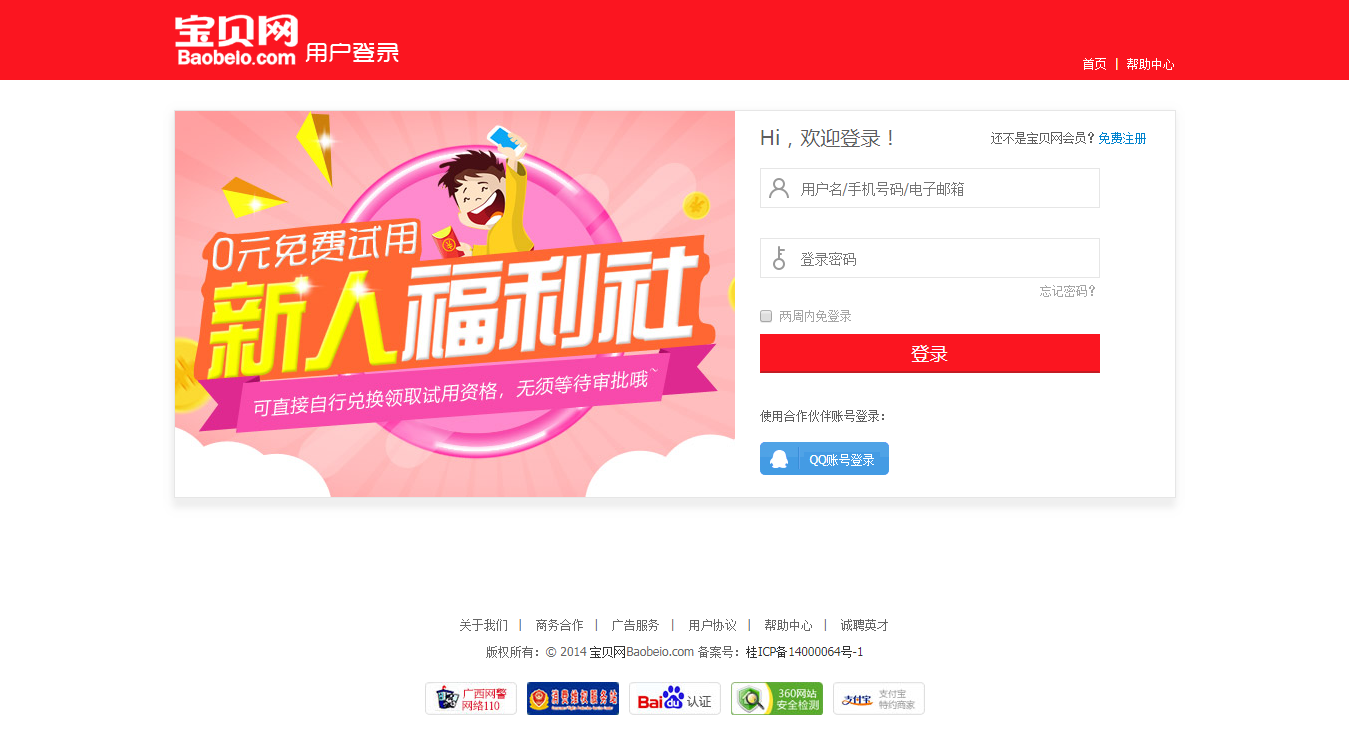 宝贝网
Baobeio.com
用户登录
首页 | 帮助中心
0元免费试用
新人福利社
可直接自行兑换领取试用资格，无须等待审批哦~
Hi，欢迎登录！
还不是宝贝网会员？免费注册
用户名/手机号码/电子邮箱
登录密码
忘记密码？
两周内免登录
登录
使用合作伙伴账号登录：
QQ账号登录
关于我们 | 商务合作 | 广告服务 | 用户协议 | 帮助中心 | 诚聘英才
版权所有：© 2014 宝贝网Baobeio.com 备案号：桂ICP备14000064号-1
广西网警
网络110
消费维权服务站
Bai du 认证
360网站
安全检测
支付宝
支付宝
特约商家